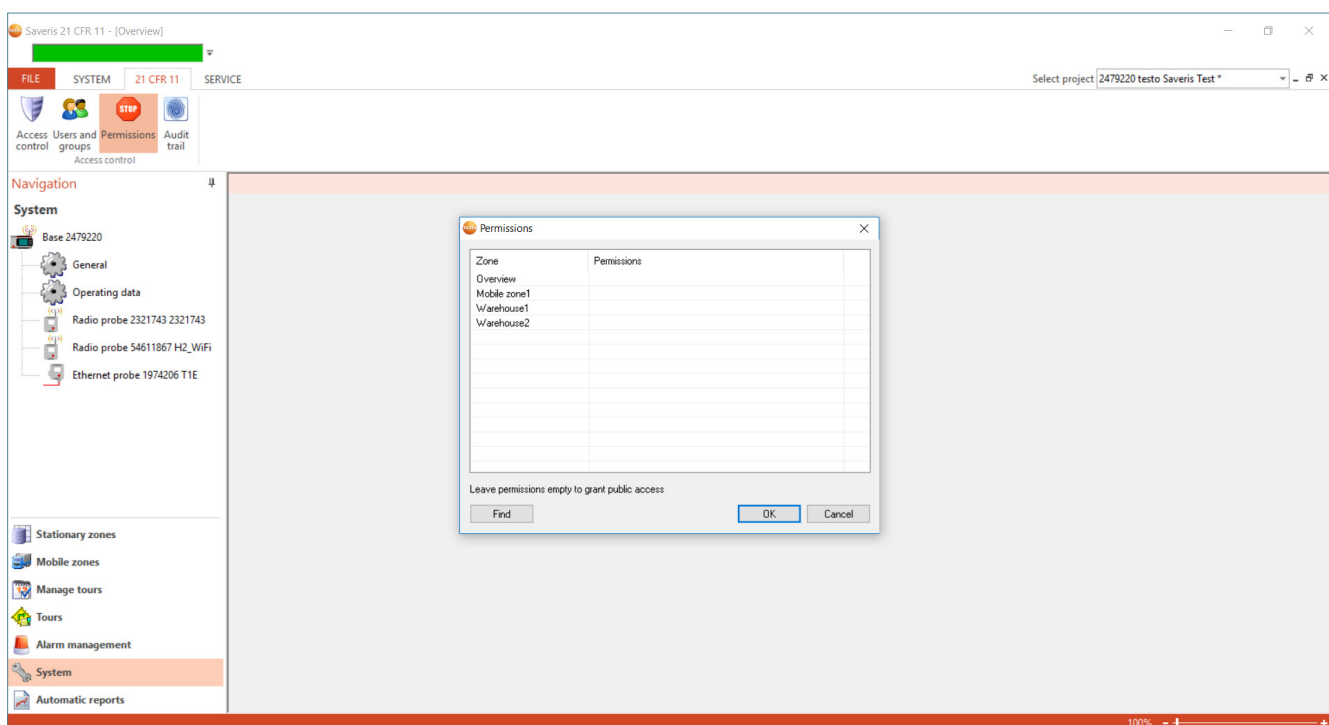 Saveris 21 CFR 11 - [Overview]
FILE SYSTEM 21 CFR 11 SERVICE
Select project 2479220 testo Saveris Test *
Access control
Users and groups
STOP
Permissions
Audit trail
Access control
Navigation
System
Base 2479220
General
Operating data
Radio probe 2321743 2321743
Radio probe 54611867 H2_WiFi
Ethernet probe 1974206 T1E
Stationary zones
Mobile zones
Manage tours
Tours
Alarm management
System
Automatic reports
Permissions
Zone Permissions
Overview
Mobile zone1
Warehouse1
Warehouse2
Leave permissions empty to grant public access
Find OK Cancel
100%